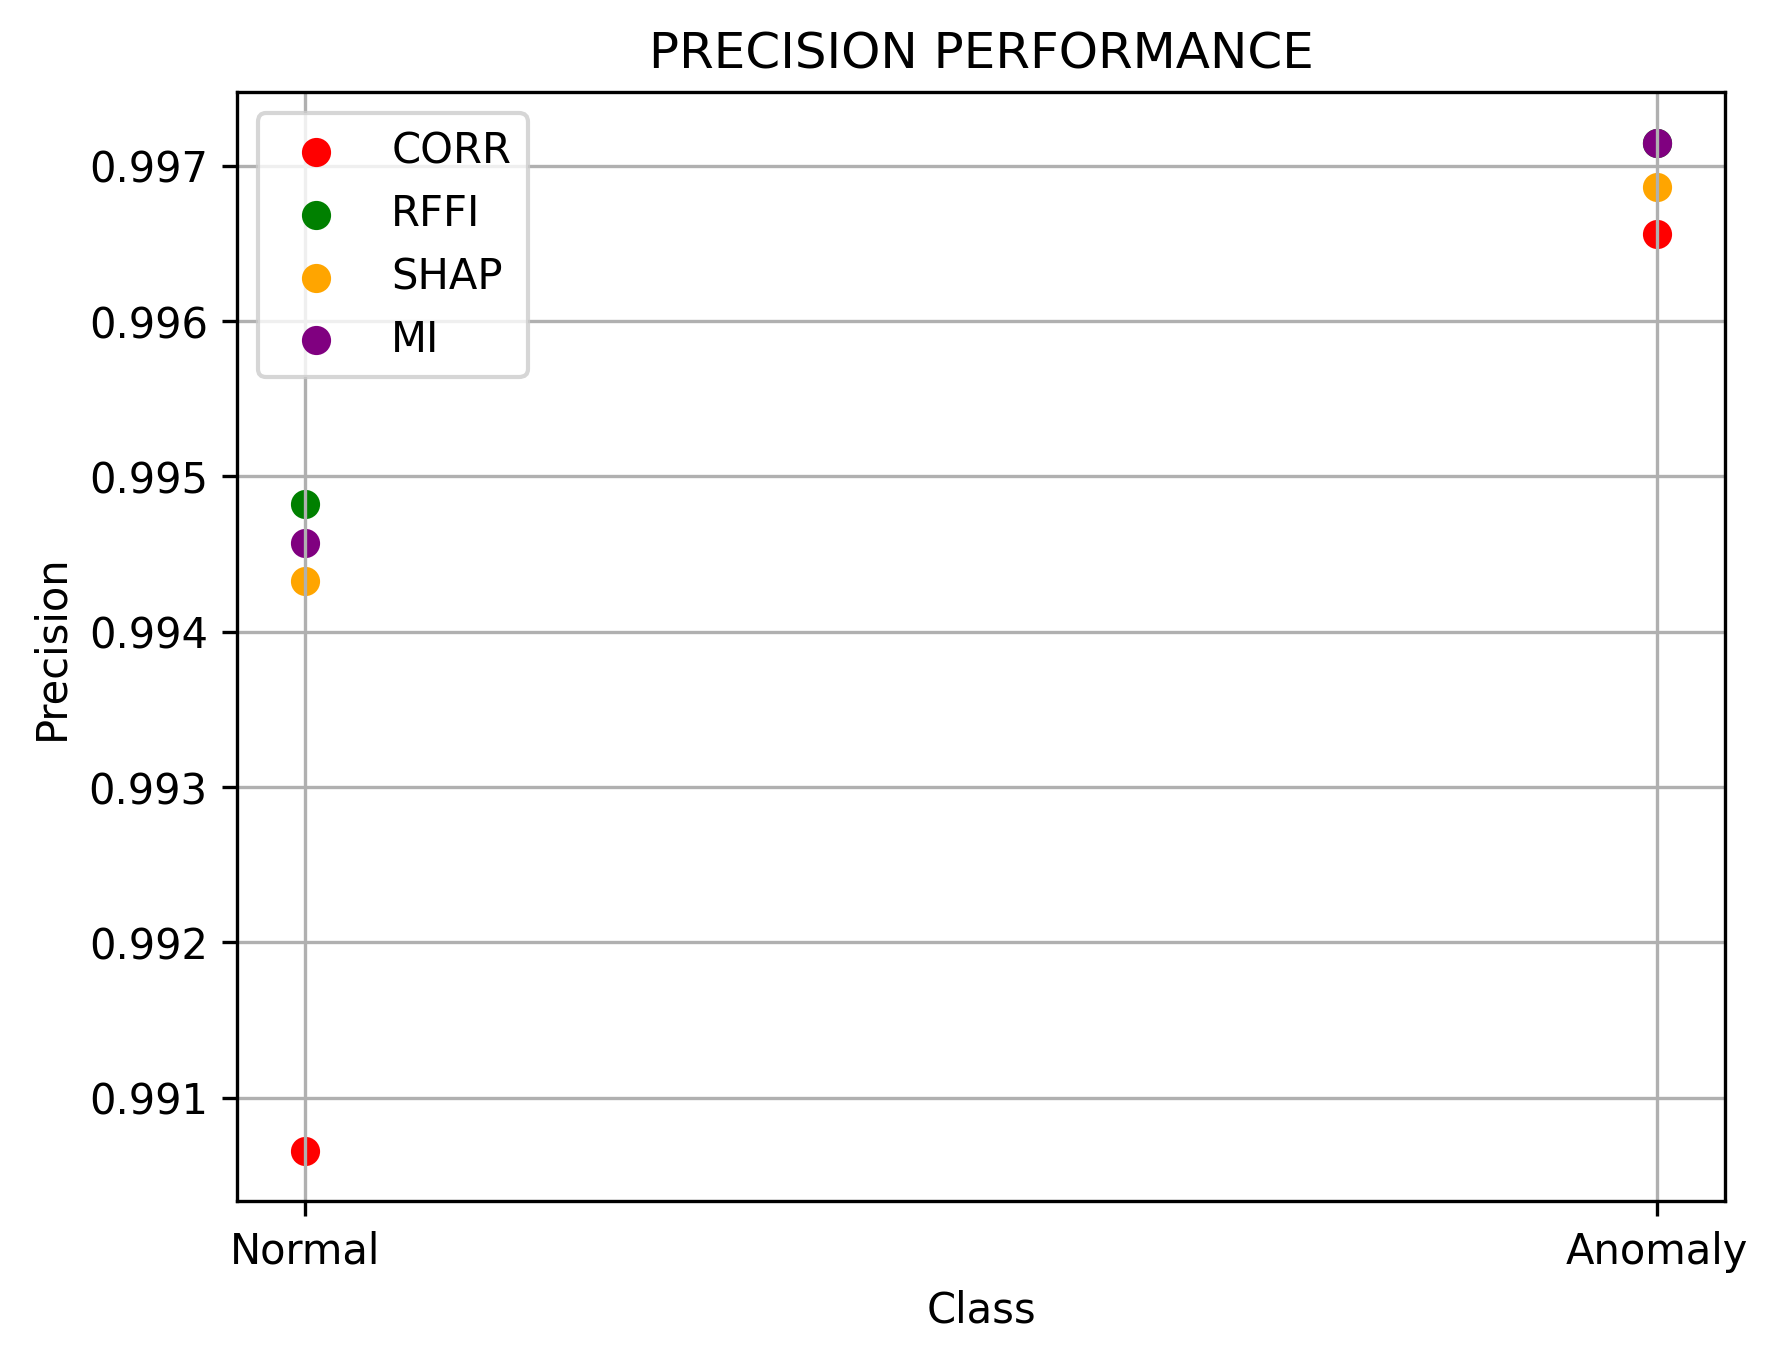 PRECISION PERFORMANCE
CORR
RFFI
SHAP
MI
0.997
0.996
0.995
0.994
0.993
0.992
0.991
Precision
Normal
Anomaly
Class